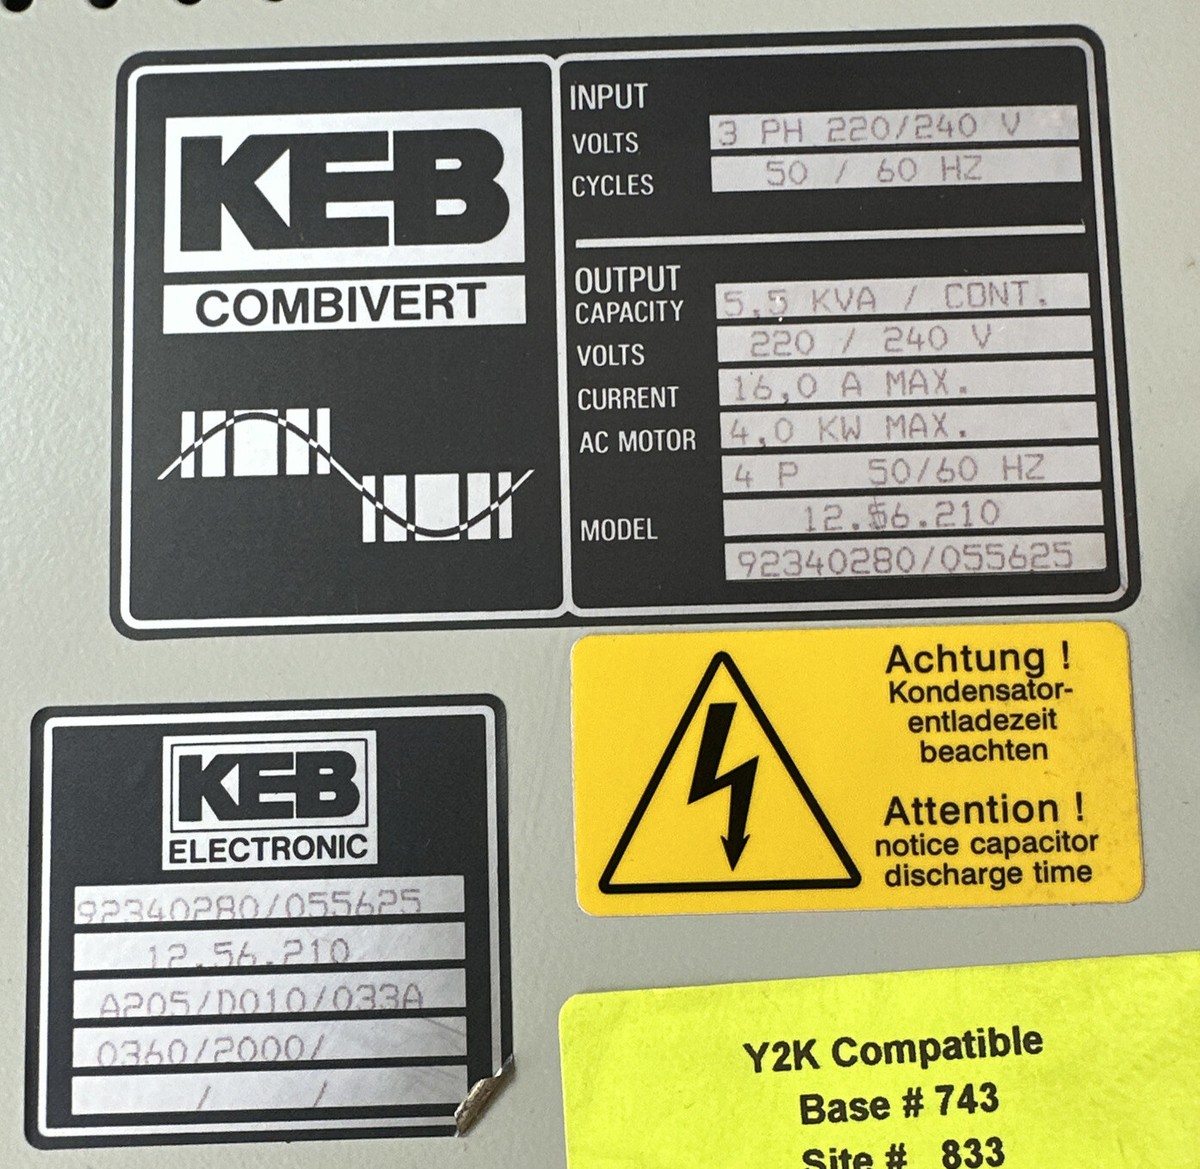 KEB
COMBIVERT
INPUT
VOLTS 3 PH 220/240 V
CYCLES 50 / 60 HZ
OUTPUT
CAPACITY 5,5 KVA / CONT.
VOLTS 220 / 240 V
CURRENT 16,0 A MAX.
AC MOTOR 4,0 KW MAX.
4 P 50/60 HZ
MODEL 12.56.210
92340280/055625
KEB
ELECTRONIC
92340280/055625
12.56.210
A205/D010/033A
0360/2000/
/ /
Achtung !
Kondensator-
entladezeit
beachten
Attention !
notice capacitor
discharge time
Y2K Compatible
Base # 743
Site # 833